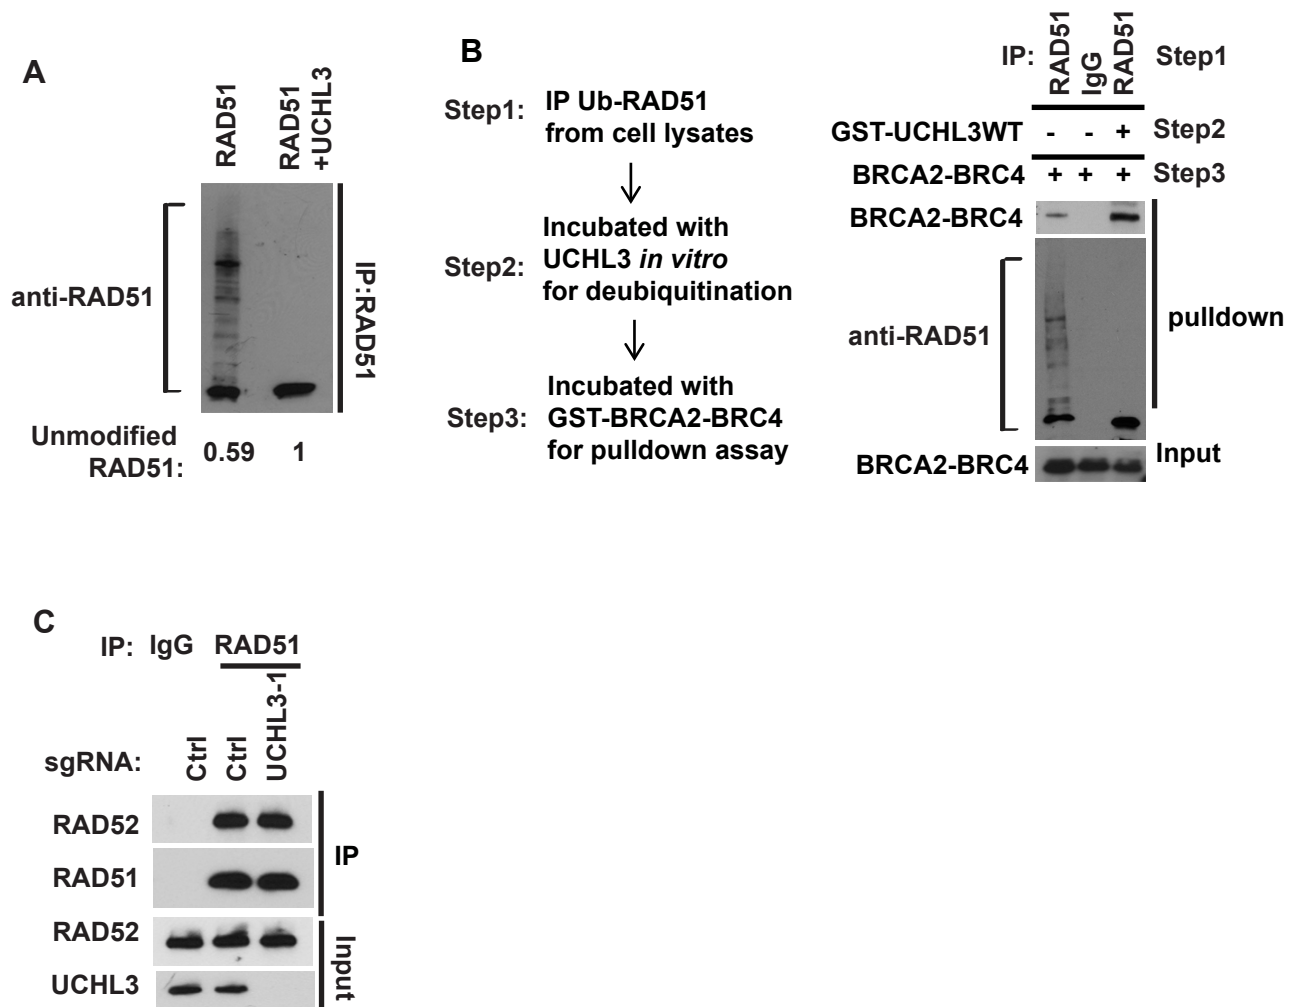 A
RAD51
RAD51
+UCHL3
anti-RAD51
IP:RAD51
Unmodified
RAD51:
0.59 1
B
Step1: IP Ub-RAD51
from cell lysates
Step2: Incubated with
UCHL3 in vitro
for deubiquitination
Step3: Incubated with
GST-BRCA2-BRC4
for pulldown assay
IP: RAD51 IgG RAD51 Step1
GST-UCHL3WT - - + Step2
BRCA2-BRC4 + + + Step3
BRCA2-BRC4
anti-RAD51
pulldown
BRCA2-BRC4 Input
C
IP: IgG RAD51
sgRNA: Ctrl Ctrl UCHL3-1
RAD52
RAD51
IP
RAD52
UCHL3
Input